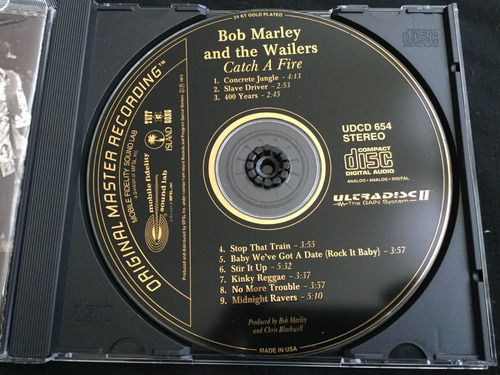 24 KT GOLD PLATED
Bob Marley
and the Wailers
Catch A Fire
1. Concrete Jungle - 4:13
2. Slave Driver - 2:53
3. 400 Years - 2:45
ORIGINAL MASTER RECORDING™
MOBILE FIDELITY SOUND LAB
mobile fidelity
sound lab
ISLAND
UDCD 654
STEREO
COMPACT
disc
DIGITAL AUDIO
ANALOG • ANALOG • DIGITAL
ULTRADISC II
The GAIN System
4. Stop That Train - 3:55
5. Baby We've Got A Date (Rock It Baby) - 3:57
6. Stir It Up - 5:32
7. Kinky Reggae - 3:37
8. No More Trouble - 3:57
9. Midnight Ravers - 5:10
Produced by Bob Marley
and Chris Blackwell
MADE IN USA
disc